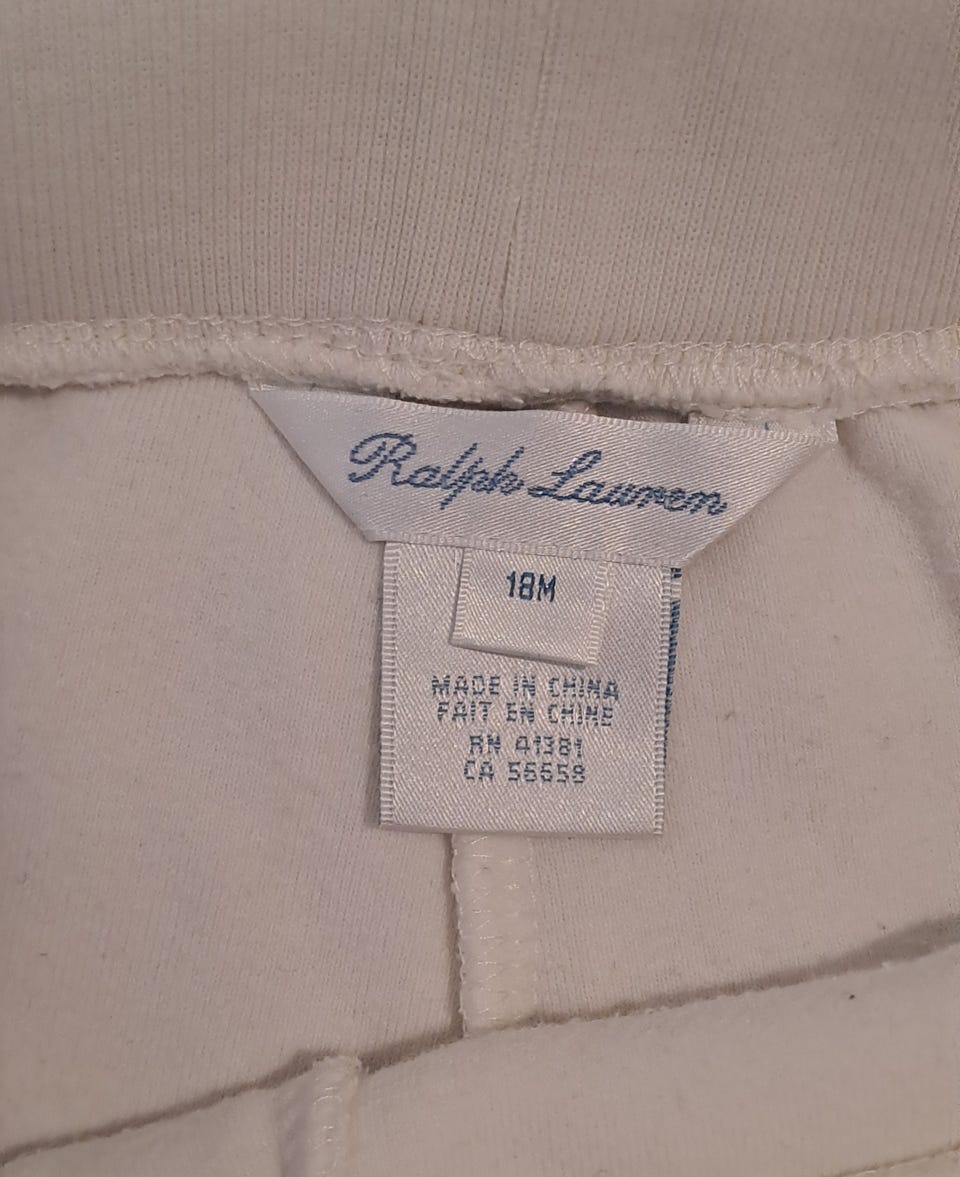 Ralph Lauren
18M
MADE IN CHINA
FAIT EN CHINE
RN 41381
CA 56658